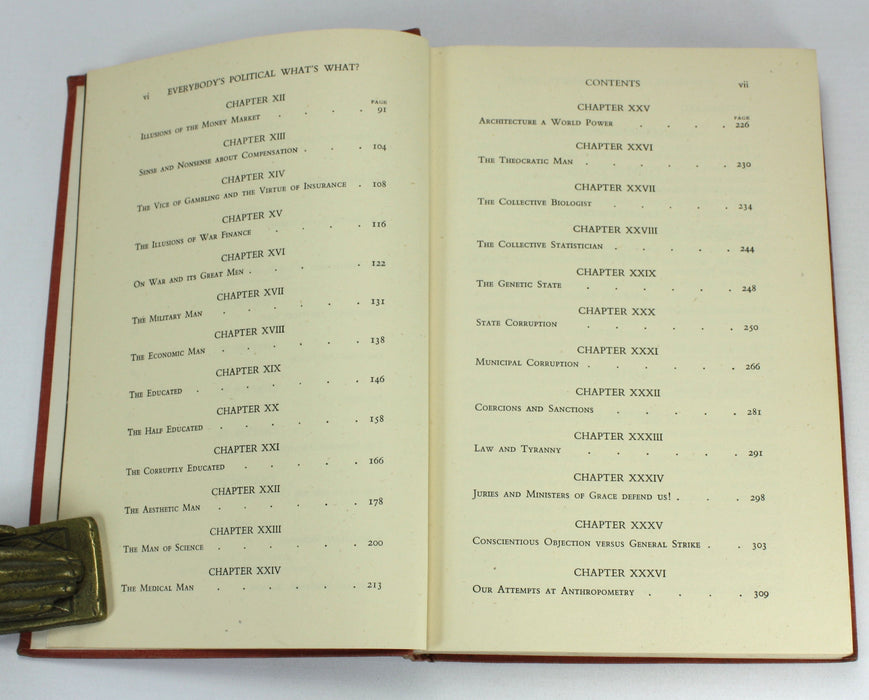 vi EVERYBODY'S POLITICAL WHAT'S WHAT?
CHAPTER XII
PAGE
Illusions of the Money Market . . . . 91
CHAPTER XIII
Sense and Nonsense about Compensation . . . 104
CHAPTER XIV
The Vice of Gambling and the Virtue of Insurance . 108
CHAPTER XV
The Illusions of War Finance . . . . 116
CHAPTER XVI
On War and its Great Men . . . . 122
CHAPTER XVII
The Military Man . . . . . 131
CHAPTER XVIII
The Economic Man . . . . . 138
CHAPTER XIX
The Educated . . . . . . 146
CHAPTER XX
The Half Educated . . . . . 158
CHAPTER XXI
The Corruptly Educated . . . . . 166
CHAPTER XXII
The Aesthetic Man . . . . . 178
CHAPTER XXIII
The Man of Science . . . . . 200
CHAPTER XXIV
The Medical Man . . . . . 213
CONTENTS vii
CHAPTER XXV
PAGE
Architecture a World Power . . . . 226
CHAPTER XXVI
The Theocratic Man . . . . . 230
CHAPTER XXVII
The Collective Biologist . . . . 234
CHAPTER XXVIII
The Collective Statistician . . . . 244
CHAPTER XXIX
The Genetic State . . . . . 248
CHAPTER XXX
State Corruption . . . . . 250
CHAPTER XXXI
Municipal Corruption . . . . . 266
CHAPTER XXXII
Coercions and Sanctions . . . . 281
CHAPTER XXXIII
Law and Tyranny . . . . . 291
CHAPTER XXXIV
Juries and Ministers of Grace defend us! . . . 298
CHAPTER XXXV
Conscientious Objection versus General Strike . . 303
CHAPTER XXXVI
Our Attempts at Anthropometry . . . . 309